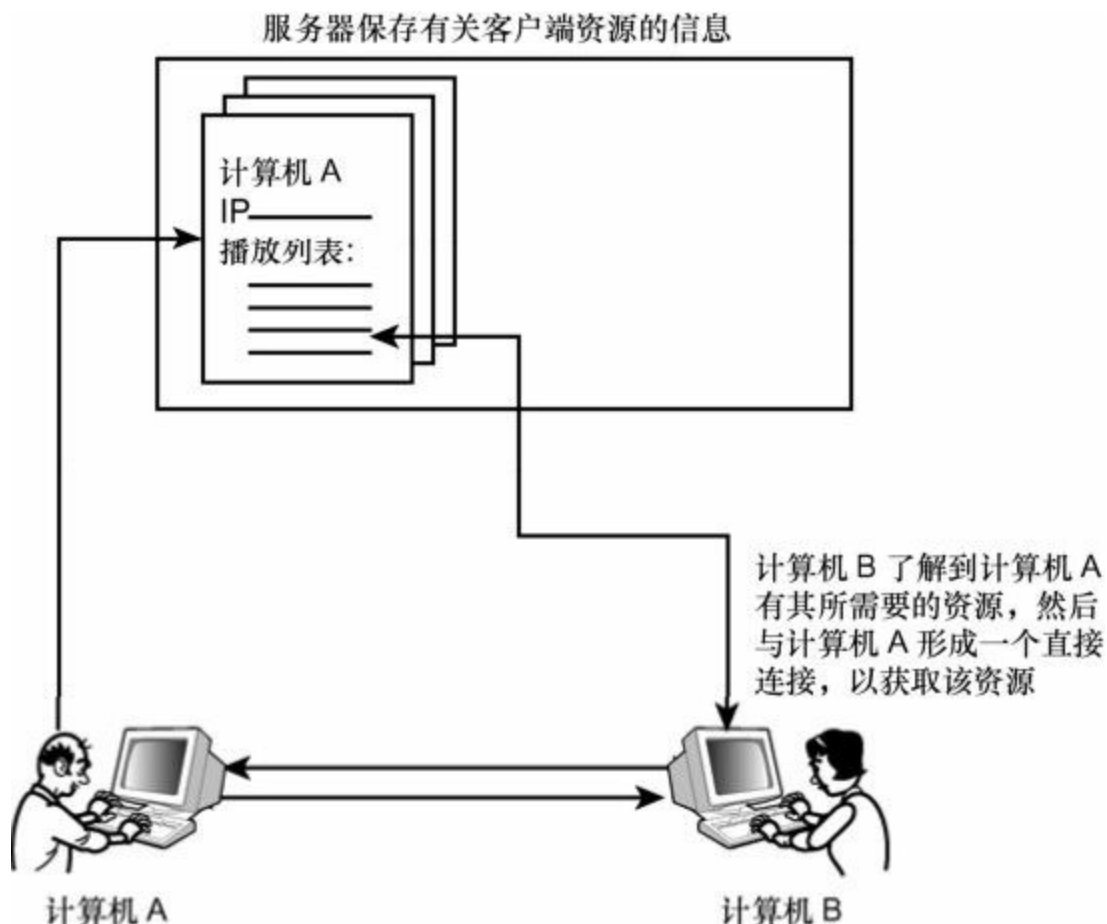 服务器保存有关客户端资源的信息
计算机 A
IP
播放列表:
计算机 B 了解到计算机 A
有其所需要的资源，然后
与计算机 A 形成一个直接
连接，以获取该资源
计算机 A
计算机 B